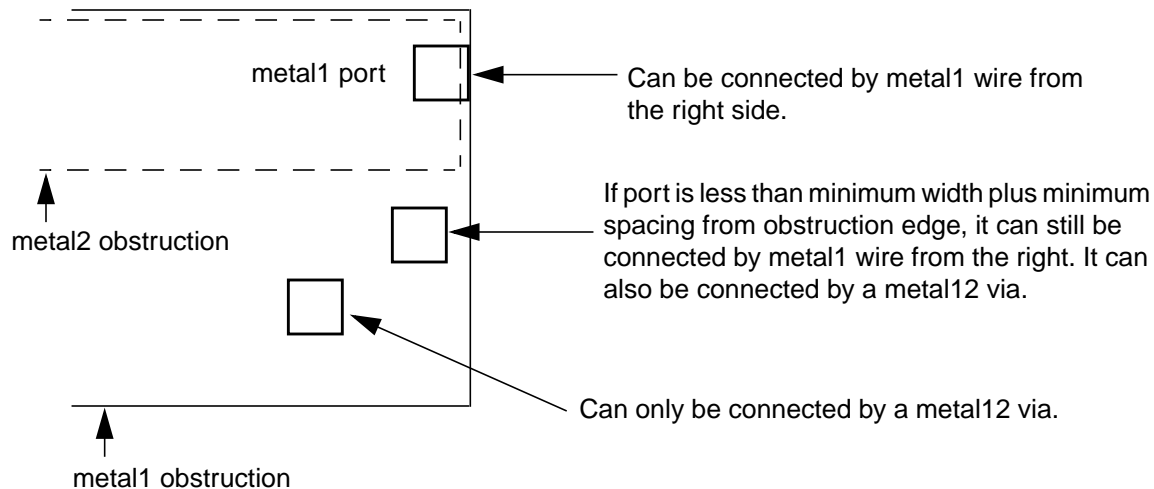 metal1 port
Can be connected by metal1 wire from
the right side.
If port is less than minimum width plus minimum
spacing from obstruction edge, it can still be
connected by metal1 wire from the right. It can
also be connected by a metal12 via.
metal2 obstruction
Can only be connected by a metal12 via.
metal1 obstruction